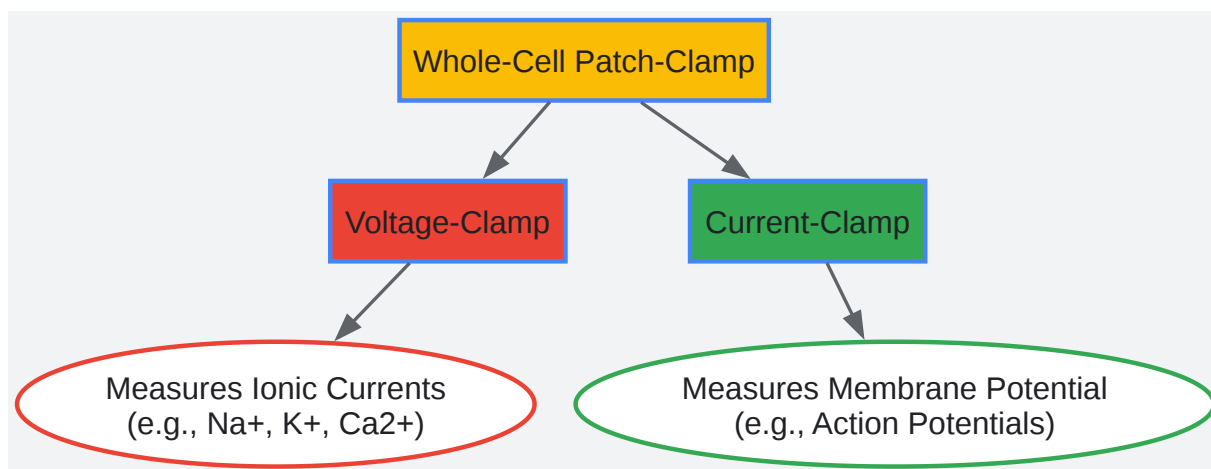 Whole-Cell Patch-Clamp
Voltage-Clamp
Current-Clamp
Measures Ionic Currents
(e.g., Na+, K+, Ca2+)
Measures Membrane Potential
(e.g., Action Potentials)